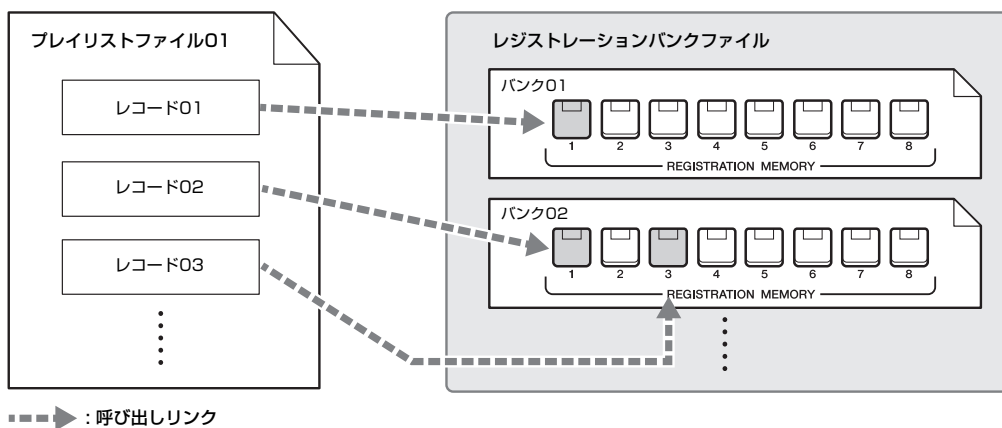 プレイリストファイル01
レコード01
レコード02
レコード03
レジストレーションバンクファイル
バンク01
1 2 3 4 5 6 7 8
REGISTRATION MEMORY
バンク02
1 2 3 4 5 6 7 8
REGISTRATION MEMORY
: 呼び出しリンク